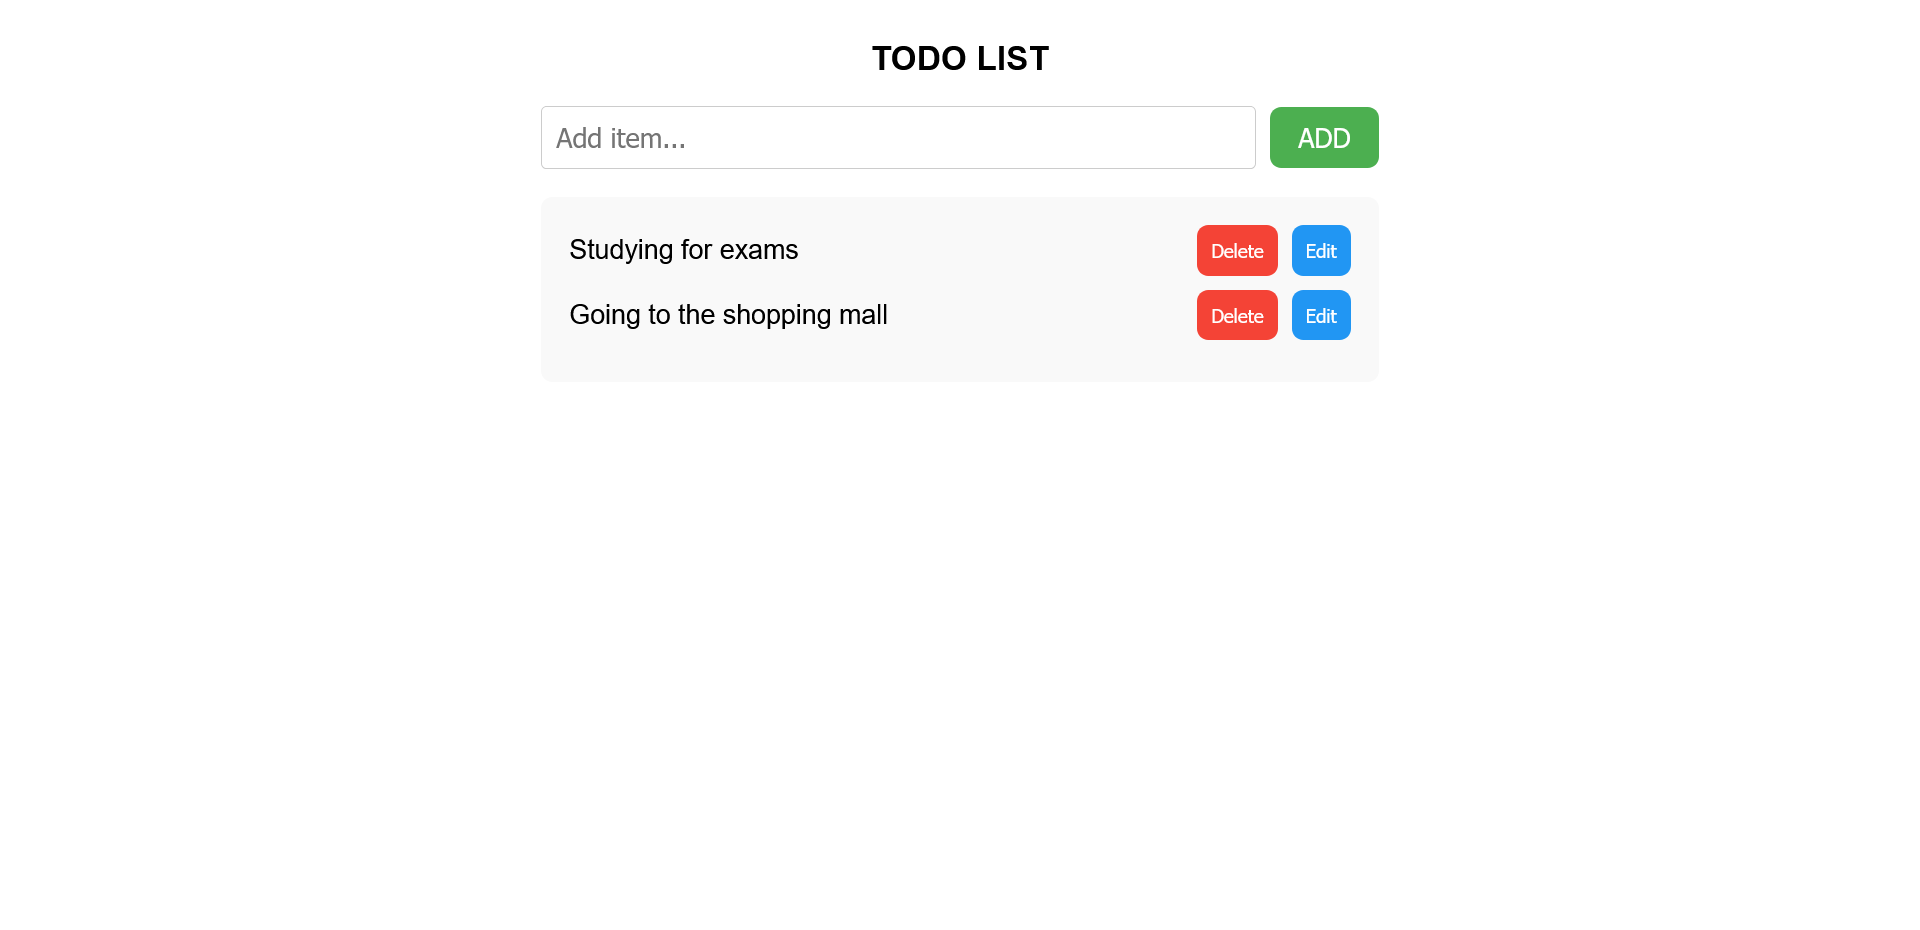 TODO LIST
Add item...
ADD
Studying for exams
Delete
Edit
Going to the shopping mall
Delete
Edit